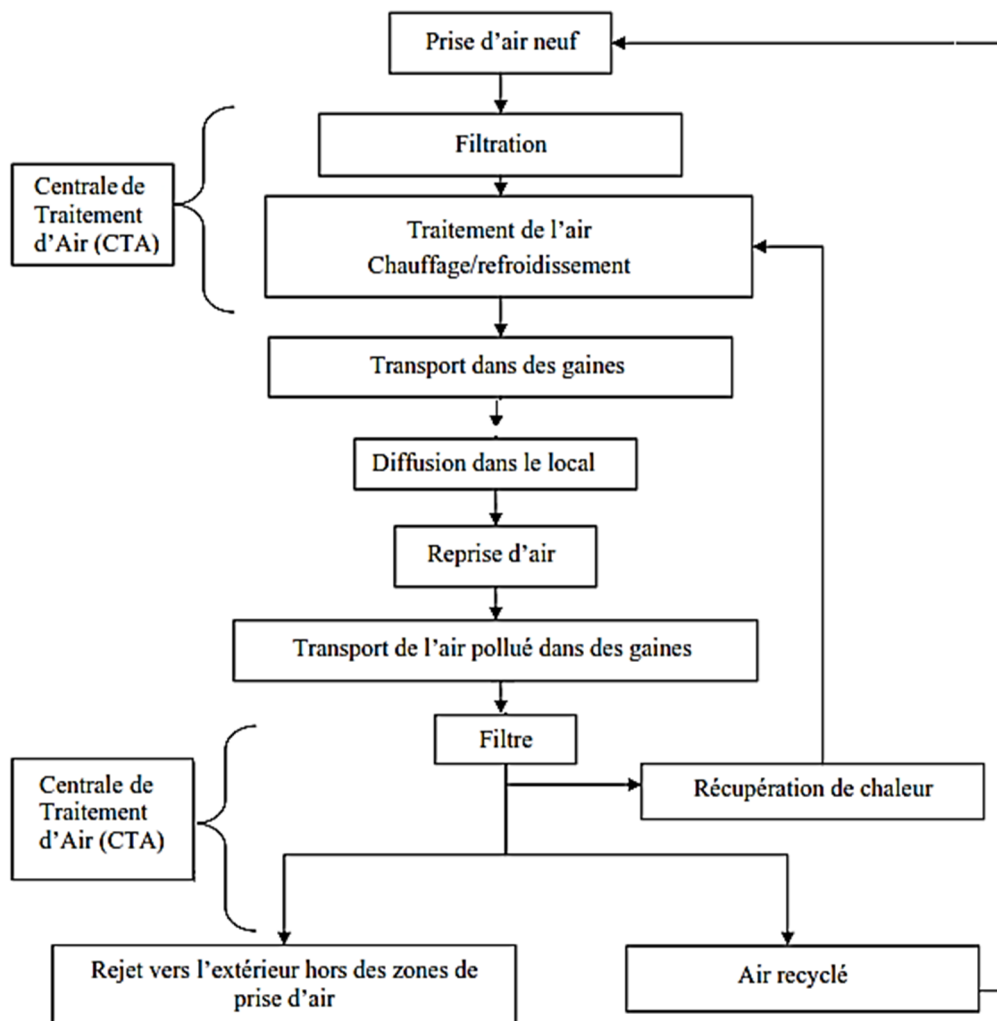 Prise d’air neuf
Filtration
Centrale de
Traitement
d’Air (CTA)
Traitement de l’air
Chauffage/refroidissement
Transport dans des gaines
Diffusion dans le local
Reprise d’air
Transport de l’air pollué dans des gaines
Filtre
Centrale de
Traitement
d’Air (CTA)
Récupération de chaleur
Rejet vers l’extérieur hors des zones de
prise d’air
Air recyclé